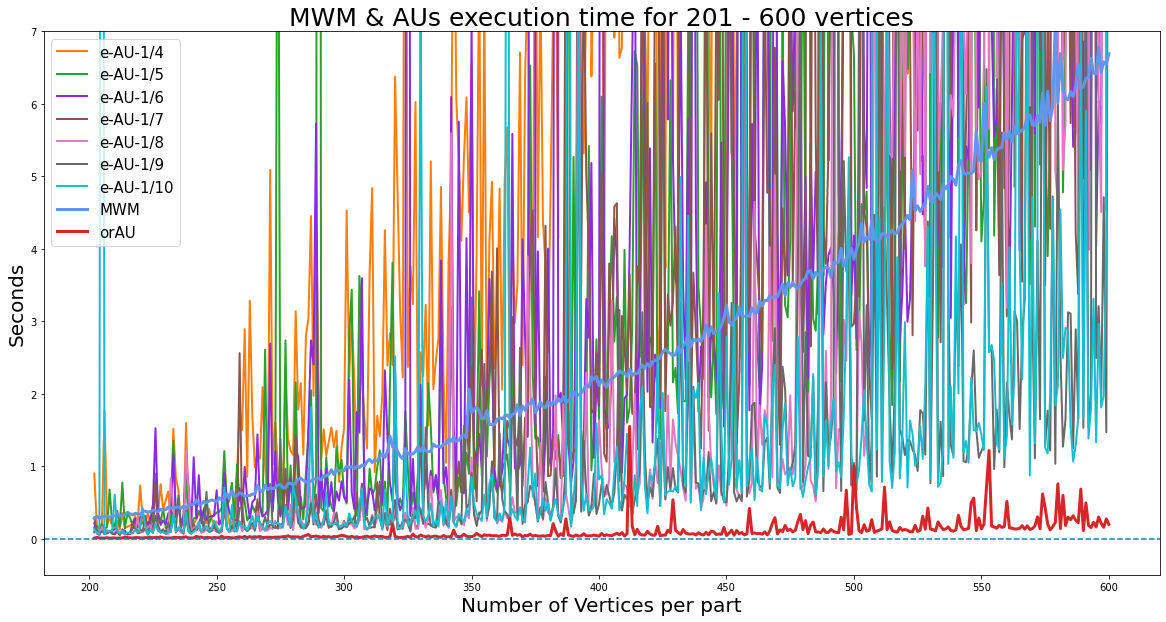 MWM & AUs execution time for 201 - 600 vertices
7
6
5
4
3
2
1
0
Seconds
e-AU-1/4
e-AU-1/5
e-AU-1/6
e-AU-1/7
e-AU-1/8
e-AU-1/9
e-AU-1/10
MWM
orAU
200
250
300
350
400
450
500
550
600
Number of Vertices per part